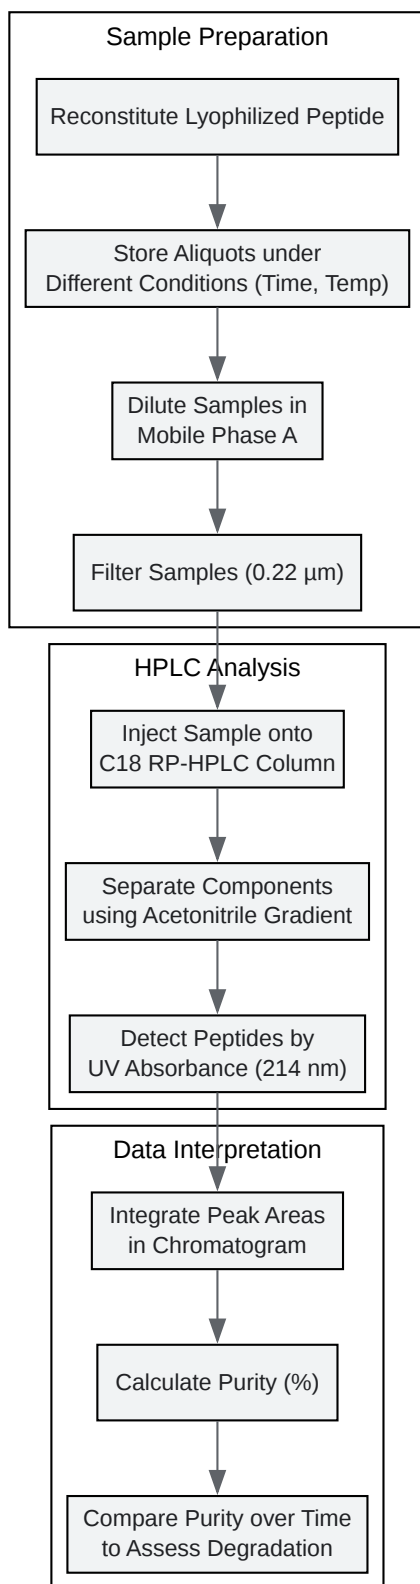 Sample Preparation
Reconstitute Lyophilized Peptide
Store Aliquots under
Different Conditions (Time, Temp)
Dilute Samples in
Mobile Phase A
Filter Samples (0.22 µm)
HPLC Analysis
Inject Sample onto
C18 RP-HPLC Column
Separate Components
using Acetonitrile Gradient
Detect Peptides by
UV Absorbance (214 nm)
Data Interpretation
Integrate Peak Areas
in Chromatogram
Calculate Purity (%)
Compare Purity over Time
to Assess Degradation